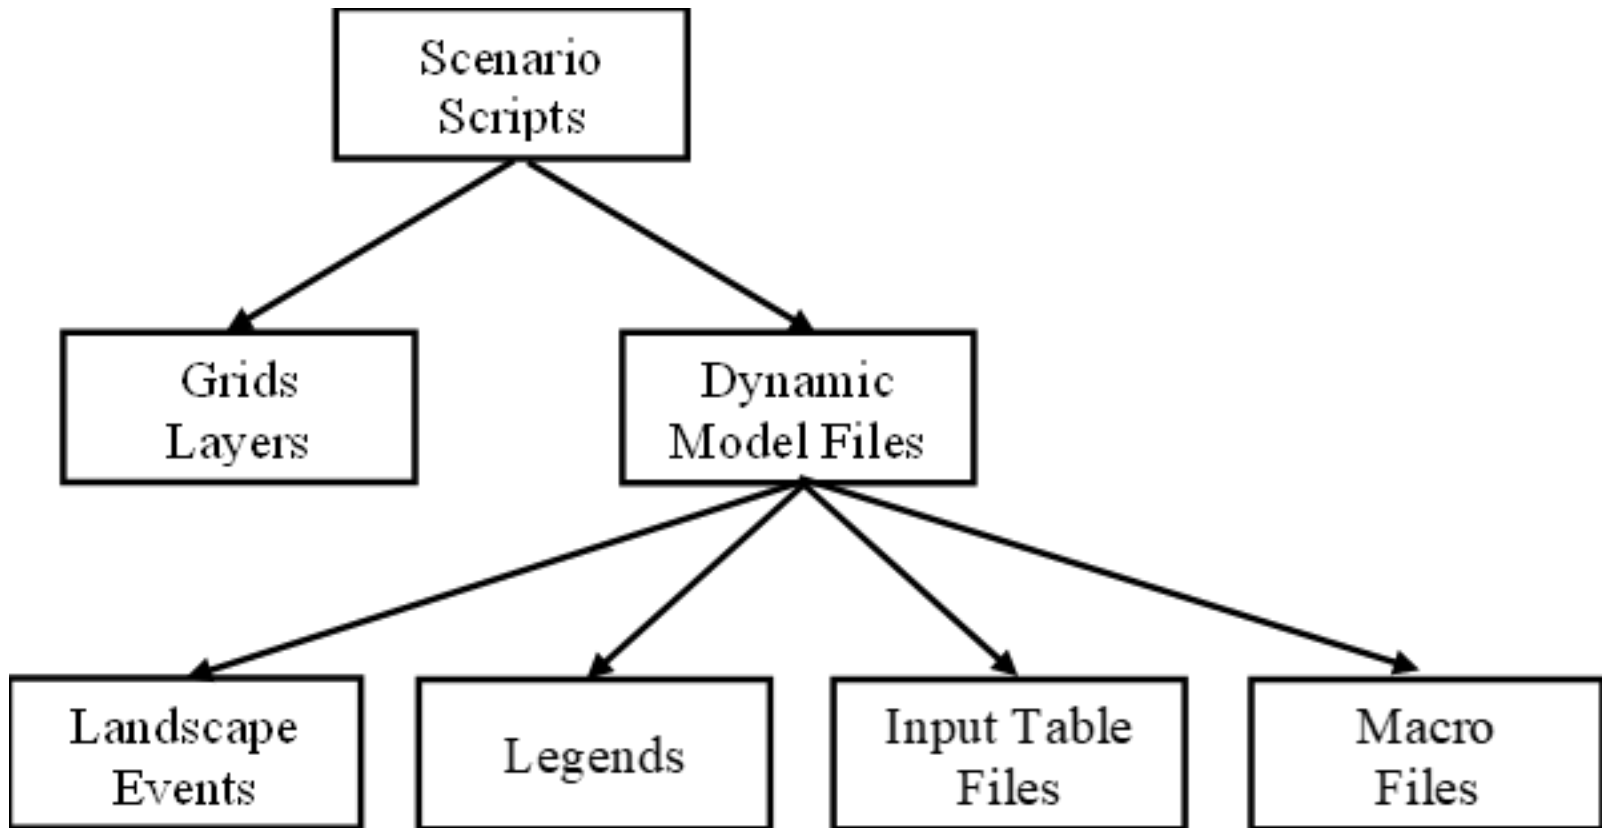 Scenario
Scripts
Grids
Layers
Dynamic
Model Files
Landscape
Events
Legends
Input Table
Files
Macro
Files